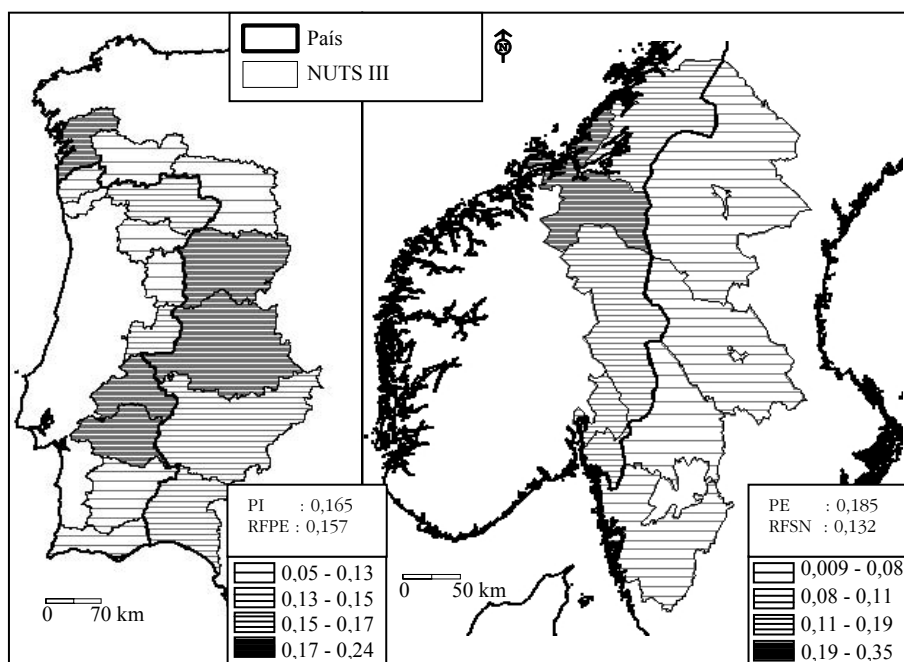 País
NUTS III
N
PI : 0,165
RFPE : 0,157
0,05 - 0,13
0,13 - 0,15
0,15 - 0,17
0,17 - 0,24
0 70 km
PE : 0,185
RFSN : 0,132
0,009 - 0,08
0,08 - 0,11
0,11 - 0,19
0,19 - 0,35
0 50 km